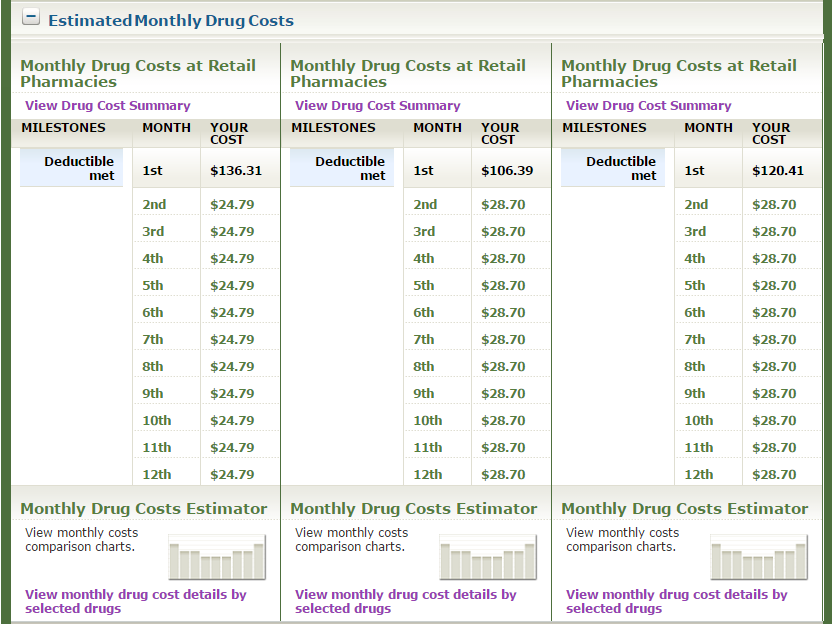 Estimated Monthly Drug Costs
Monthly Drug Costs at Retail
Pharmacies
View Drug Cost Summary
MILESTONES MONTH YOUR
COST
Deductible
met
1st $136.31
2nd $24.79
3rd $24.79
4th $24.79
5th $24.79
6th $24.79
7th $24.79
8th $24.79
9th $24.79
10th $24.79
11th $24.79
12th $24.79
Monthly Drug Costs Estimator
View monthly costs
comparison charts.
View monthly drug cost details by
selected drugs
Monthly Drug Costs at Retail
Pharmacies
View Drug Cost Summary
MILESTONES MONTH YOUR
COST
Deductible
met
1st $106.39
2nd $28.70
3rd $28.70
4th $28.70
5th $28.70
6th $28.70
7th $28.70
8th $28.70
9th $28.70
10th $28.70
11th $28.70
12th $28.70
Monthly Drug Costs Estimator
View monthly costs
comparison charts.
View monthly drug cost details by
selected drugs
Monthly Drug Costs at Retail
Pharmacies
View Drug Cost Summary
MILESTONES MONTH YOUR
COST
Deductible
met
1st $120.41
2nd $28.70
3rd $28.70
4th $28.70
5th $28.70
6th $28.70
7th $28.70
8th $28.70
9th $28.70
10th $28.70
11th $28.70
12th $28.70
Monthly Drug Costs Estimator
View monthly costs
comparison charts.
View monthly drug cost details by
selected drugs